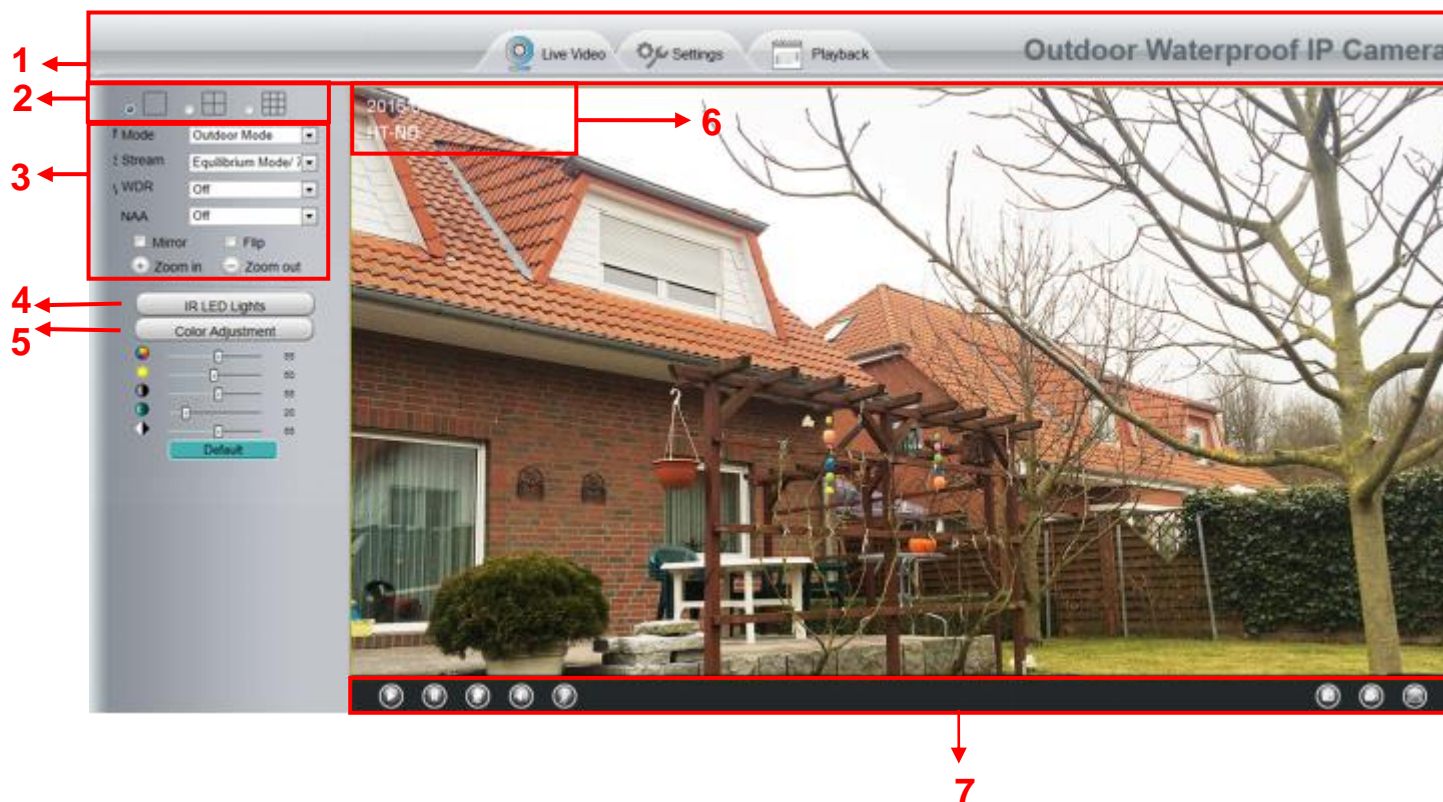 1
Live Video
Settings
Playback
Outdoor Waterproof IP Camera
2
3
Mode
Outdoor Mode
Stream
Equilibrium Mode/
WDR
Off
NAA
Off
Mirror
Flip
Zoom in
Zoom out
4
IR LED Lights
5
Color Adjustment
20
Default
6
7